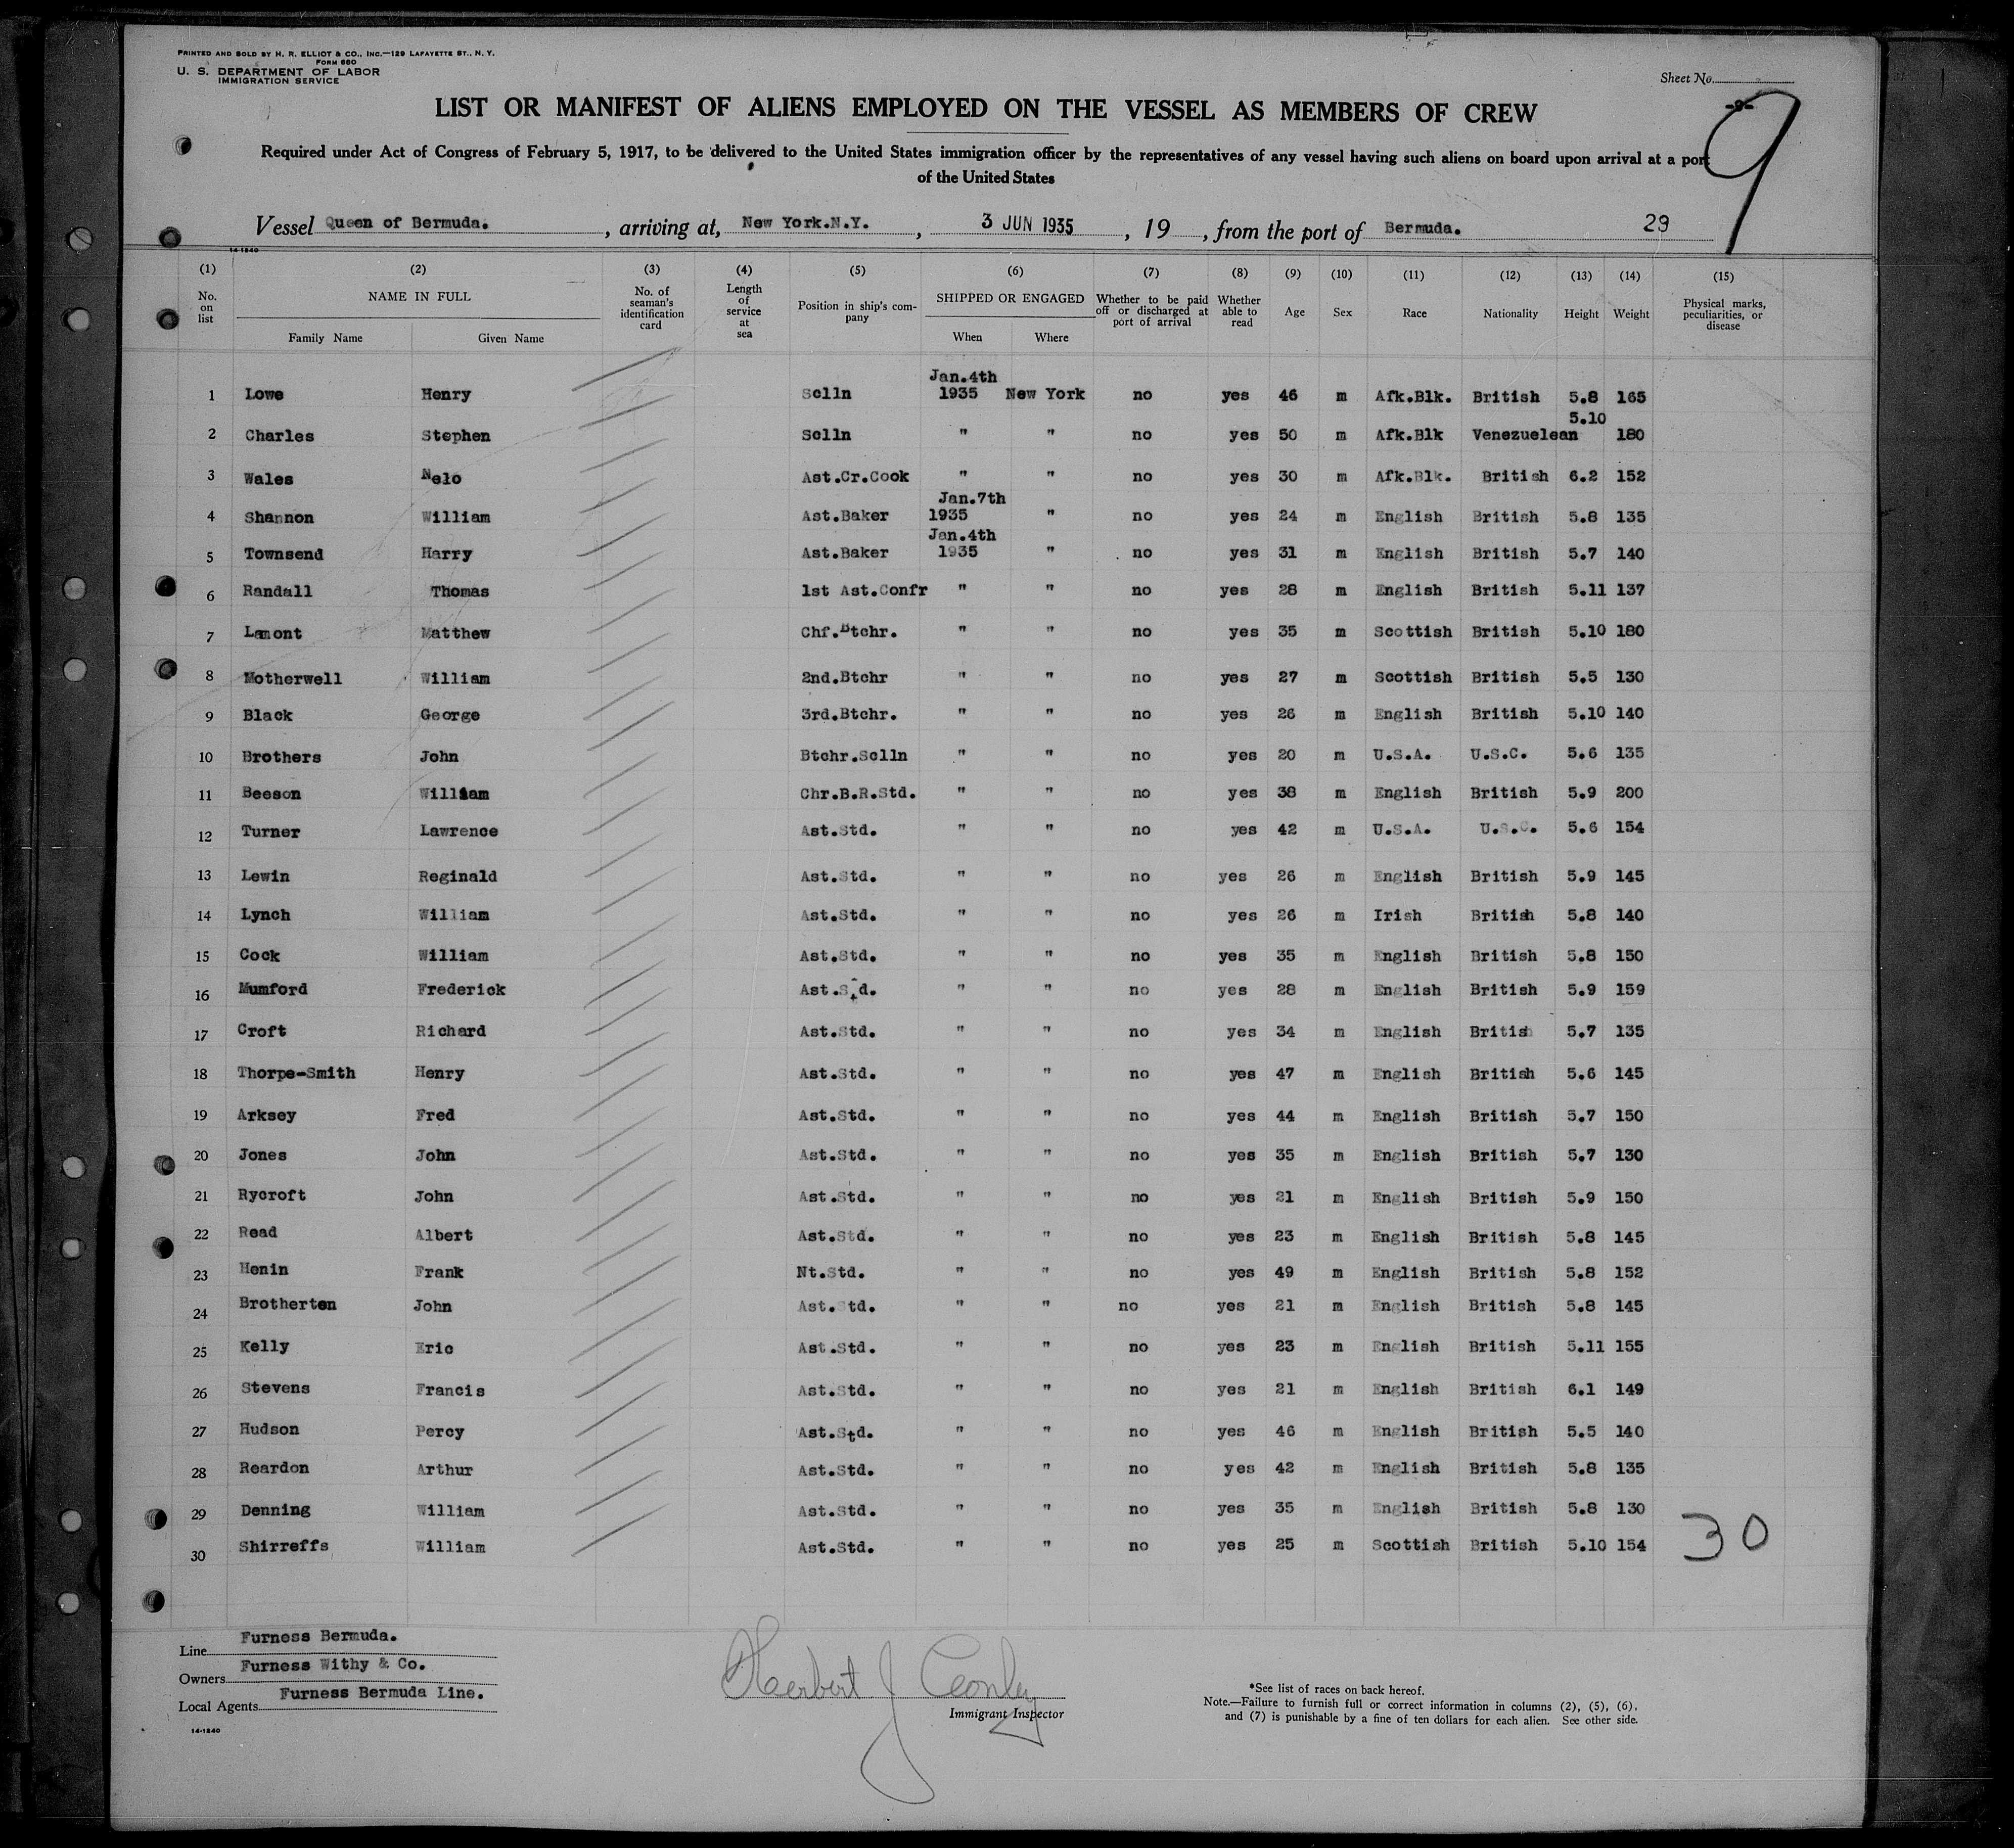 PRINTED AND SOLD BY H. R. ELLIOT & CO., INC.—129 LAFAYETTE ST., N. Y.
FORM 680
U. S. DEPARTMENT OF LABOR
IMMIGRATION SERVICE
Sheet No.
-9-
9
LIST OR MANIFEST OF ALIENS EMPLOYED ON THE VESSEL AS MEMBERS OF CREW
Required under Act of Congress of February 5, 1917, to be delivered to the United States immigration officer by the representatives of any vessel having such aliens on board upon arrival at a port
of the United States
Vessel Queen of Bermuda. , arriving at, New York.N.Y. , 3 JUN 1935 , 19 , from the port of Bermuda. 29
14-1240
(1) No. on list (2) NAME IN FULL Family Name Given Name (3) No. of seaman's identification card (4) Length of service at sea (5) Position in ship's company (6) SHIPPED OR ENGAGED When Where (7) Whether to be paid off or discharged at port of arrival (8) Whether able to read (9) Age (10) Sex (11) Race (12) Nationality (13) Height (14) Weight (15) Physical marks, peculiarities, or disease
1 Lowe Henry Sclln Jan.4th 1935 New York no yes 46 m Afk.Blk. British 5.8 165
2 Charles Stephen Sclln " " no yes 50 m Afk.Blk Venezuelean 5.10 180
3 Wales Nelo Ast.Cr.Cook " " no yes 30 m Afk.Blk. British 6.2 152
4 Shannon William Ast.Baker Jan.7th 1935 " no yes 24 m English British 5.8 135
5 Townsend Harry Ast.Baker Jan.4th 1935 " no yes 31 m English British 5.7 140
6 Randall Thomas 1st Ast.Confr " " no yes 28 m English British 5.11 137
7 Lamont Matthew Chf.Btchr. " " no yes 35 m Scottish British 5.10 180
8 Motherwell William 2nd.Btchr " " no yes 27 m Scottish British 5.5 130
9 Black George 3rd.Btchr. " " no yes 26 m English British 5.10 140
10 Brothers John Btchr.Sclln " " no yes 20 m U.S.A. U.S.C. 5.6 135
11 Beeson William Chr.B.R.Std. " " no yes 38 m English British 5.9 200
12 Turner Lawrence Ast.Std. " " no yes 42 m U.S.A. U.S.C. 5.6 154
13 Lewin Reginald Ast.Std. " " no yes 26 m English British 5.9 145
14 Lynch William Ast.Std. " " no yes 26 m Irish British 5.8 140
15 Cock William Ast.Std. " " no yes 35 m English British 5.8 150
16 Mumford Frederick Ast.Std. " " no yes 28 m English British 5.9 159
17 Croft Richard Ast.Std. " " no yes 34 m English British 5.7 135
18 Thorpe-Smith Henry Ast.Std. " " no yes 47 m English British 5.6 145
19 Arksey Fred Ast.Std. " " no yes 44 m English British 5.7 150
20 Jones John Ast.Std. " " no yes 35 m English British 5.7 130
21 Rycroft John Ast.Std. " " no yes 21 m English British 5.9 150
22 Read Albert Ast.Std. " " no yes 23 m English British 5.8 145
23 Henin Frank Nt.Std. " " no yes 49 m English British 5.8 152
24 Brotherton John Ast.Std. " " no yes 21 m English British 5.8 145
25 Kelly Eric Ast.Std. " " no yes 23 m English British 5.11 155
26 Stevens Francis Ast.Std. " " no yes 21 m English British 6.1 149
27 Hudson Percy Ast.Std. " " no yes 46 m English British 5.5 140
28 Reardon Arthur Ast.Std. " " no yes 42 m English British 5.8 135
29 Denning William Ast.Std. " " no yes 35 m English British 5.8 130
30 Shirreffs William Ast.Std. " " no yes 25 m Scottish British 5.10 154
30
Line Furness Bermuda.
Owners Furness Withy & Co.
Local Agents Furness Bermuda Line.
14-1240
Herbert J
Immigrant Inspector
*See list of races on back hereof.
Note.—Failure to furnish full or correct information in columns (2), (5), (6),
and (7) is punishable by a fine of ten dollars for each alien. See other side.